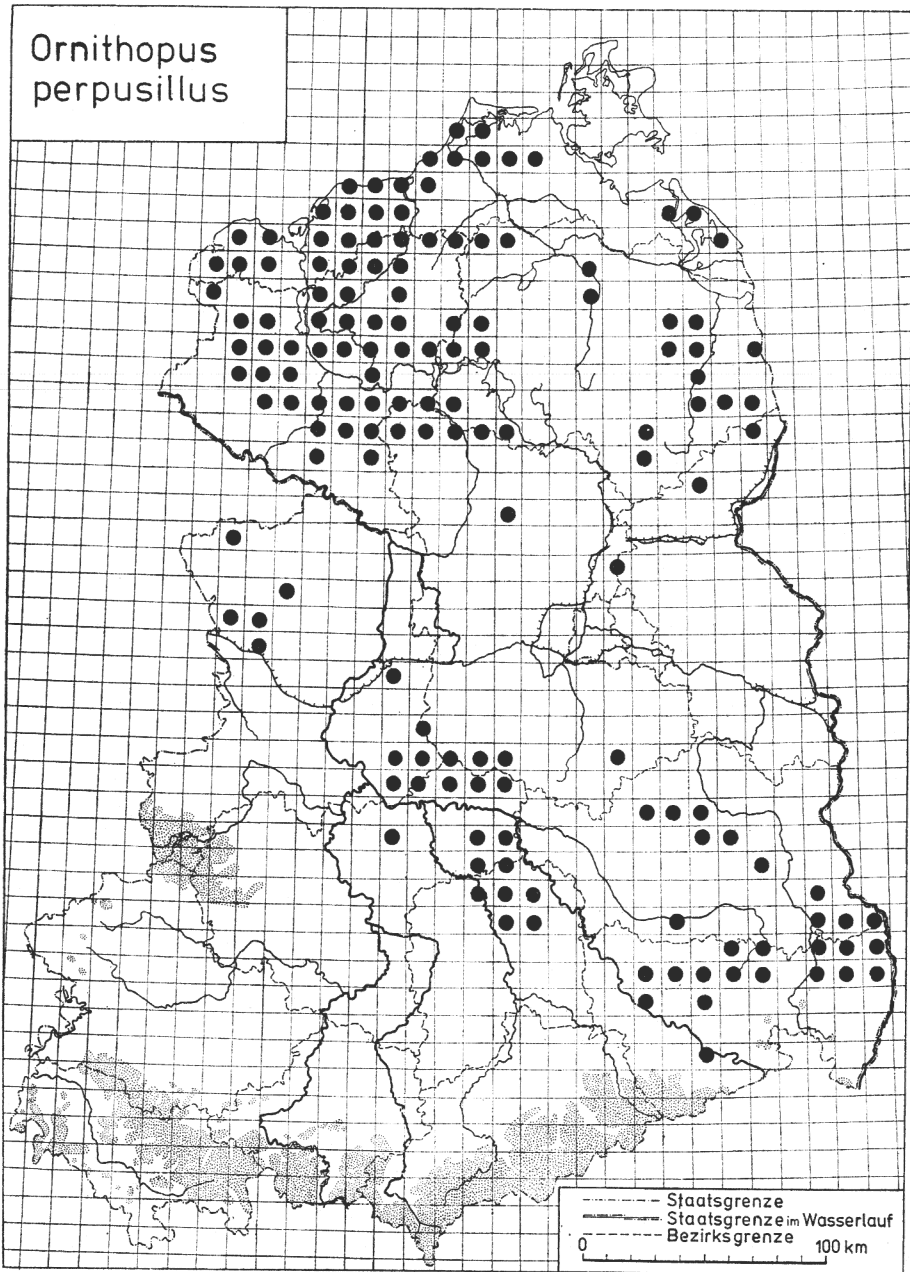 Ornithopus
perpusillus
Staatsgrenze
Staatsgrenze im Wasserlauf
Bezirksgrenze
0 100 km